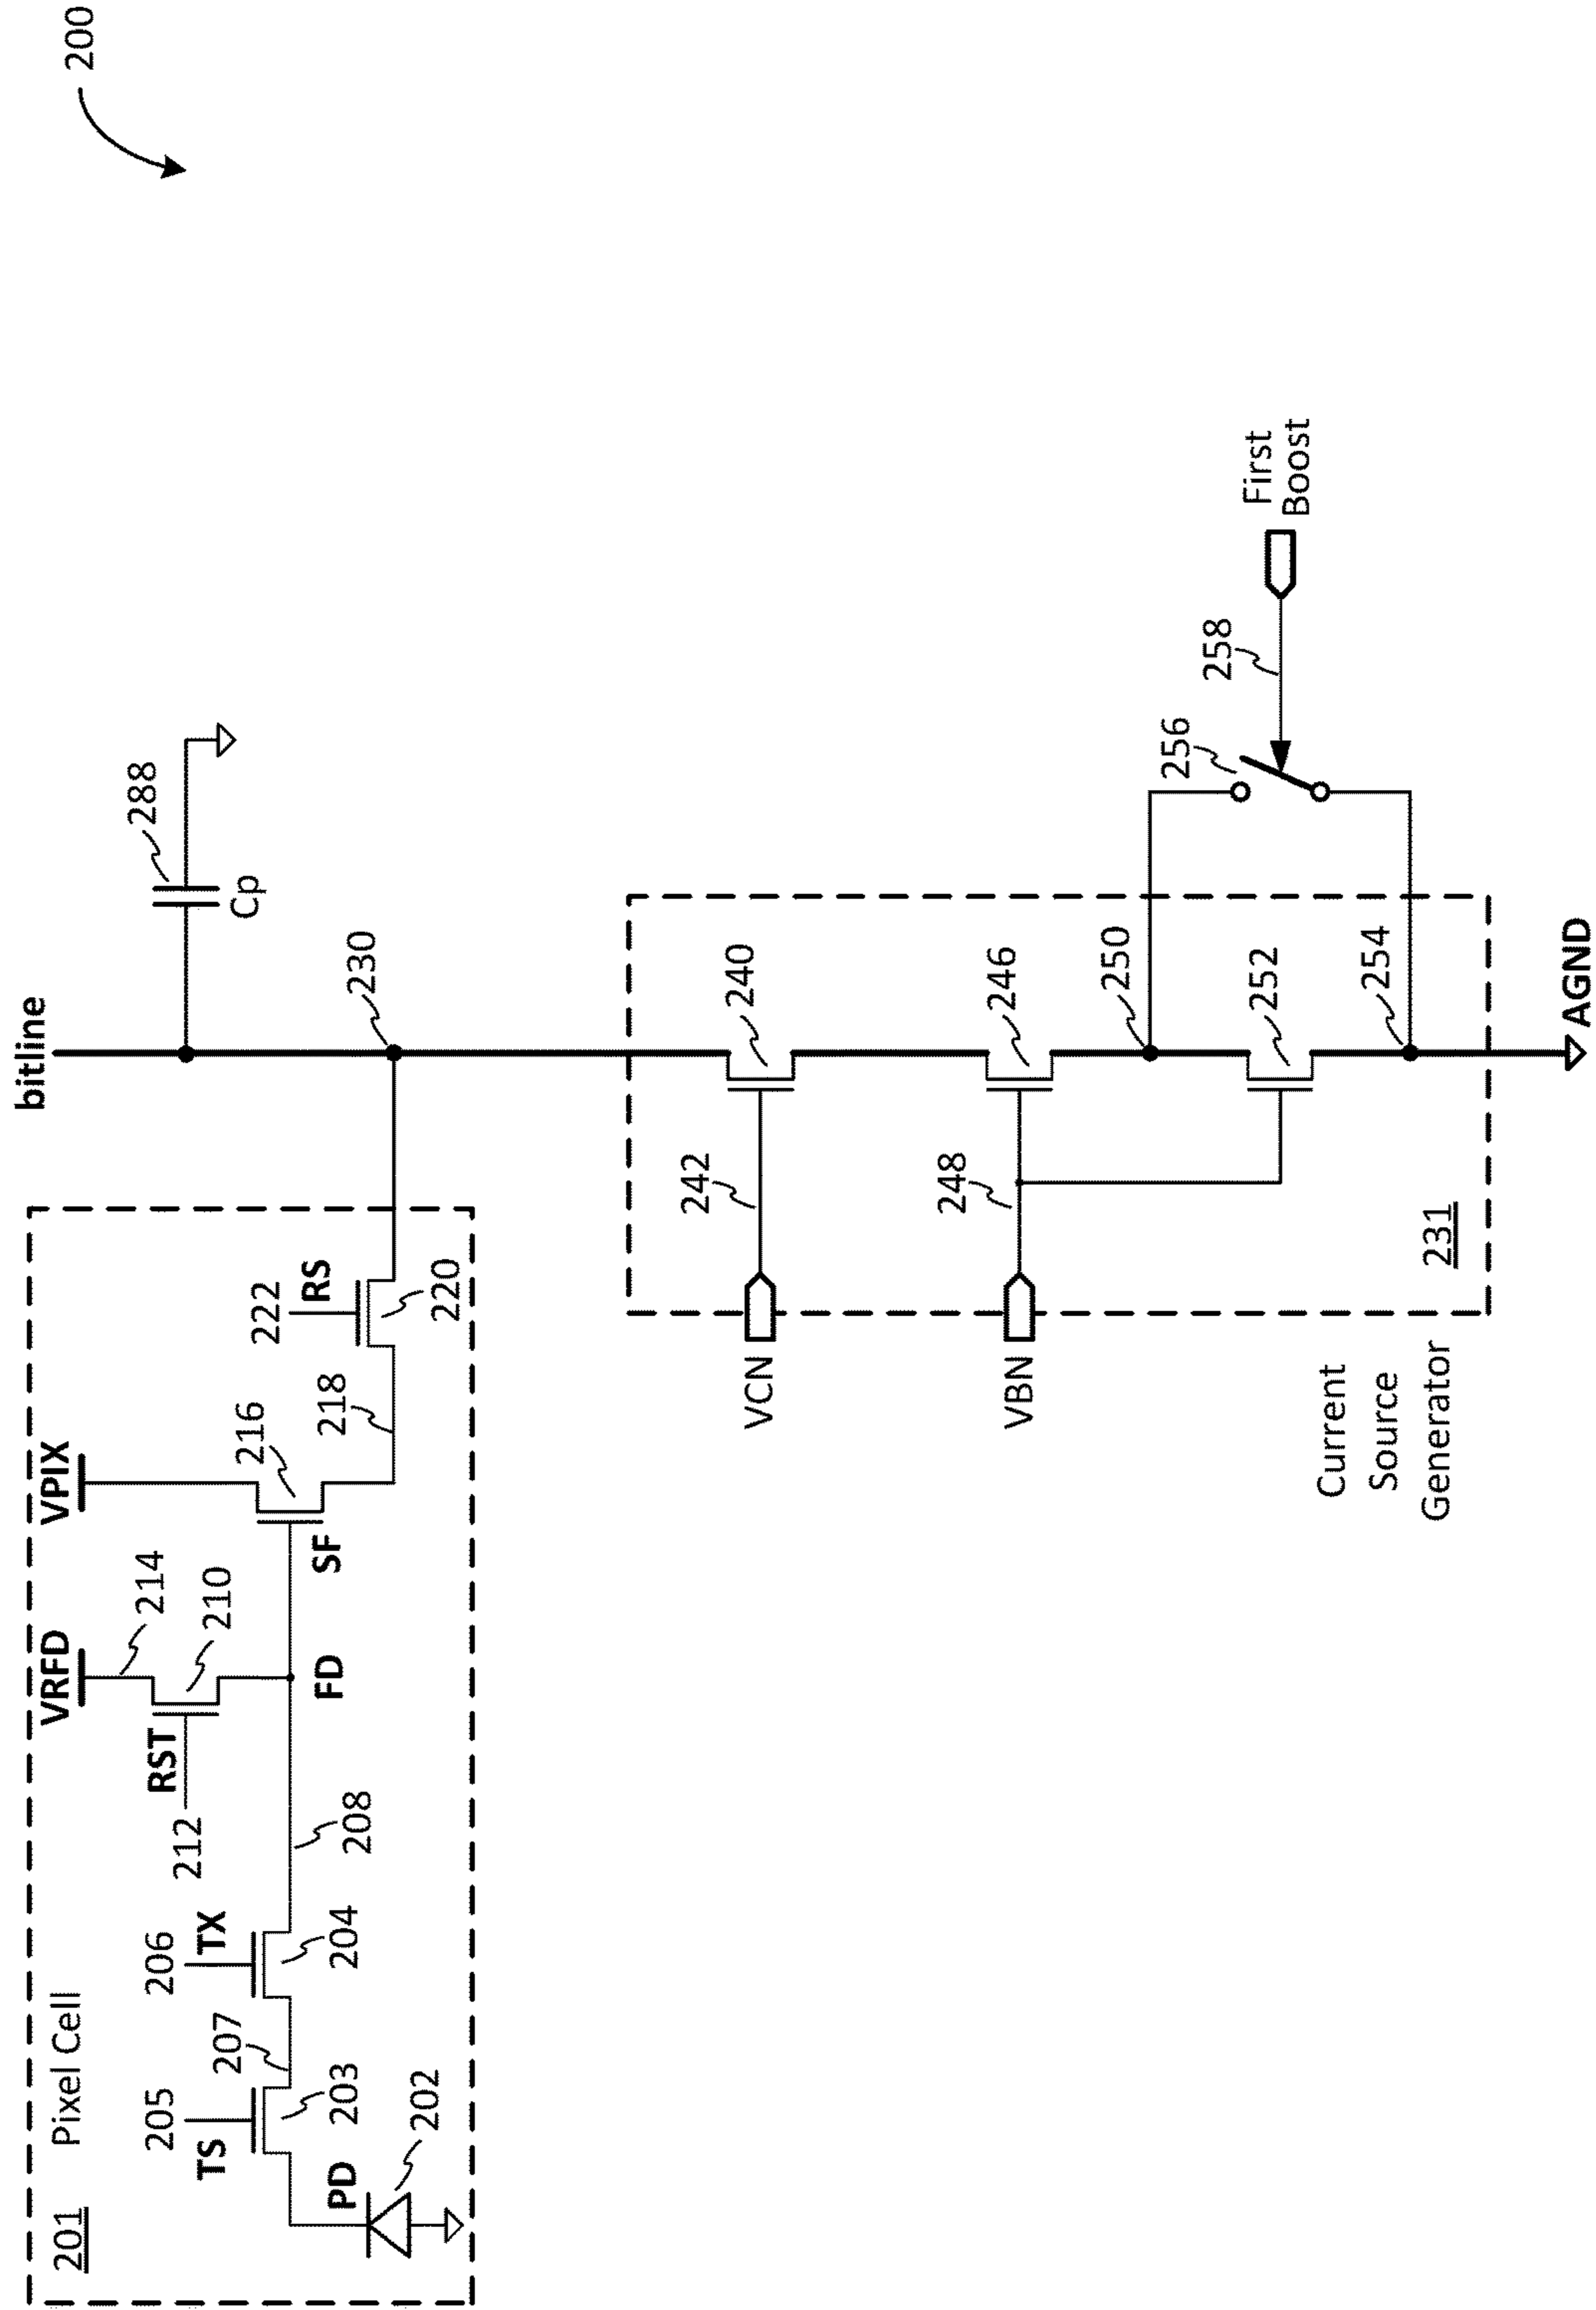 200
201
Pixel Cell
TS
205
203
207
PD
202
206
TX
204
208
VRFD
214
210
RST
212
FD
VPIX
216
SF
218
222
RS
220
bitline
230
288
Cp
VCN
242
240
VBN
248
246
250
252
254
256
258
First
Boost
231
Current
Source
Generator
AGND